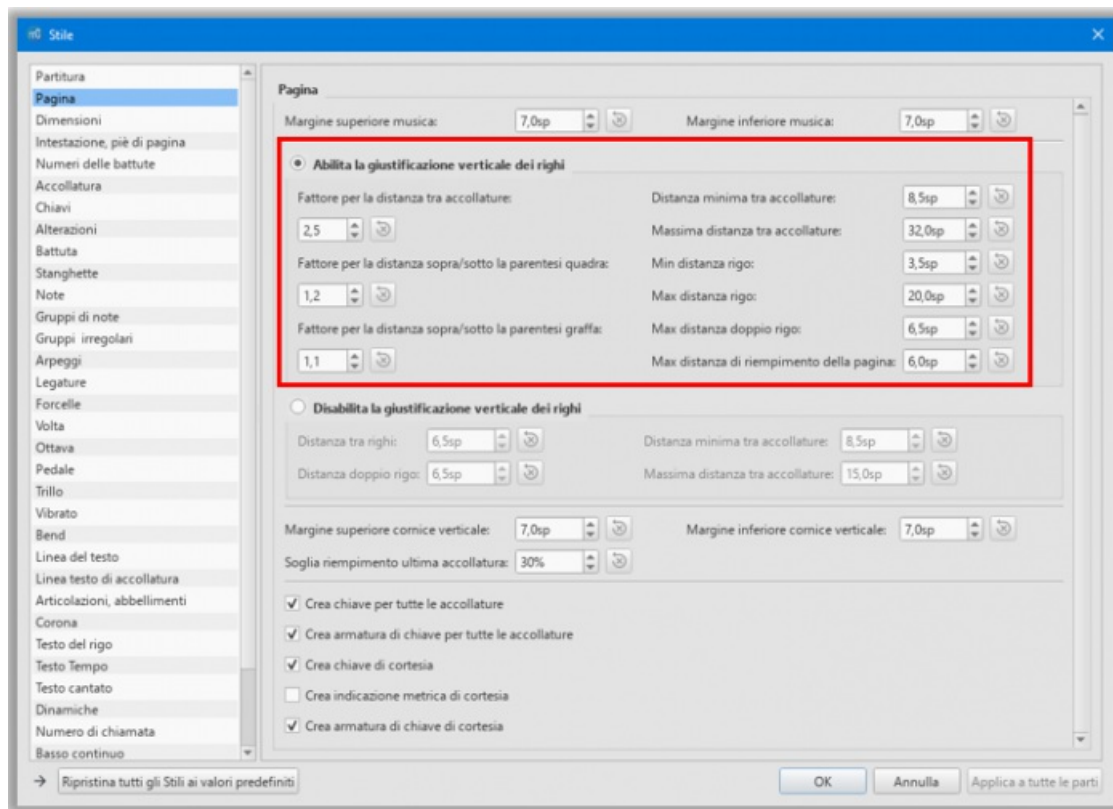 Stile
Partitura
Pagina
Dimensioni
Intestazione, piè di pagina
Numeri delle battute
Accollatura
Chiavi
Alterazioni
Battuta
Stanghette
Note
Gruppi di note
Gruppi irregolari
Arpeggi
Legature
Forcelle
Volta
Ottava
Pedale
Trillo
Vibrato
Bend
Linea del testo
Linea testo di accollatura
Articolazioni, abbellimenti
Corona
Testo del rigo
Testo Tempo
Testo cantato
Dinamiche
Numero di chiamata
Basso continuo
Pagina
Margine superiore musica: 7,0sp Margine inferiore musica: 7,0sp
Abilita la giustificazione verticale dei righi
Fattore per la distanza tra accollature: Distanza minima tra accollature: 8,5sp
2,5 Massima distanza tra accollature: 32,0sp
Fattore per la distanza sopra/sotto la parentesi quadra: Min distanza rigo: 3,5sp
1,2 Max distanza rigo: 20,0sp
Fattore per la distanza sopra/sotto la parentesi graffa: Max distanza doppio rigo: 6,5sp
1,1 Max distanza di riempimento della pagina: 6,0sp
Disabilita la giustificazione verticale dei righi
Distanza tra righi: 6,5sp Distanza minima tra accollature: 8,5sp
Distanza doppio rigo: 6,5sp Massima distanza tra accollature: 15,0sp
Margine superiore cornice verticale: 7,0sp Margine inferiore cornice verticale: 7,0sp
Soglia riempimento ultima accollatura: 30%
Crea chiave per tutte le accollature
Crea armatura di chiave per tutte le accollature
Crea chiave di cortesia
Crea indicazione metrica di cortesia
Crea armatura di chiave di cortesia
Ripristina tutti gli Stili ai valori predefiniti OK Annulla Applica a tutte le parti